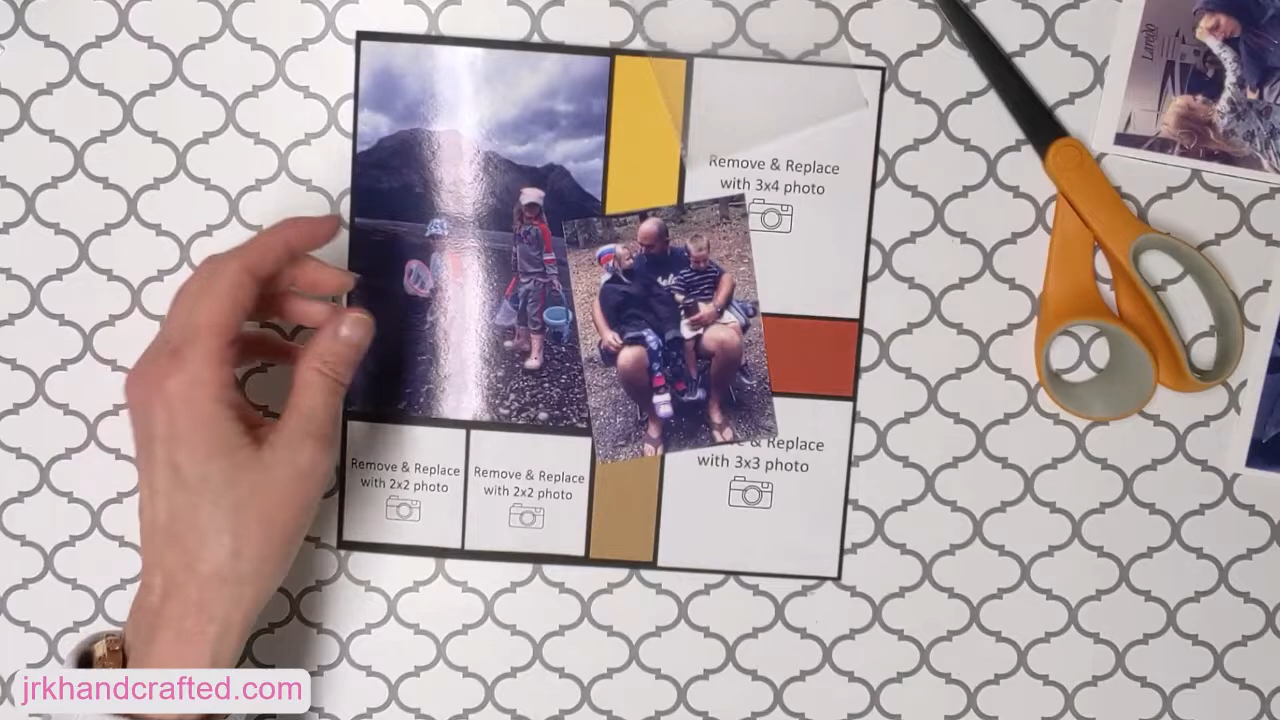 Laredo
Remove & Replace
with 3x4 photo
Remove & Replace
with 2x2 photo
Remove & Replace
with 2x2 photo
& Replace
with 3x3 photo
jrkhandcrafted.com